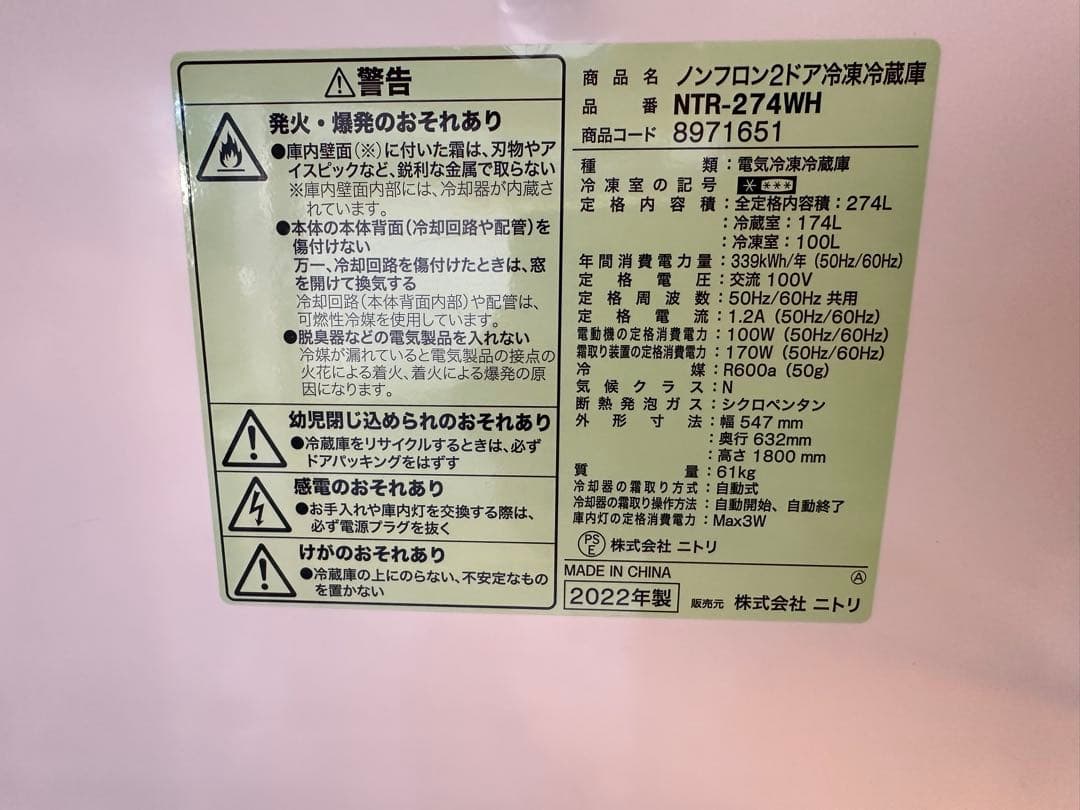 ⚠警告
発火・爆発のおそれあり
●庫内壁面(※)に付いた霜は、刃物やア
イスピックなど、鋭利な金属で取らない
※庫内壁面内部には、冷却器が内蔵さ
れています。
●本体の本体背面(冷却回路や配管)を
傷付けない
万一、冷却回路を傷付けたときは、窓
を開けて換気する
冷却回路(本体背面内部)や配管は、
可燃性冷媒を使用しています。
●脱臭器などの電気製品を入れない
冷媒が漏れていると電気製品の接点の
火花による着火、着火による爆発の原
因になります。
幼児閉じ込められのおそれあり
●冷蔵庫をリサイクルするときは、必ず
ドアパッキングをはずす
感電のおそれあり
●お手入れや庫内灯を交換する際は、
必ず電源プラグを抜く
けがのおそれあり
●冷蔵庫の上にのらない、不安定なもの
を置かない
商品名 ノンフロン2ドア冷凍冷蔵庫
品番 NTR-274WH
商品コード 8971651
種類:電気冷凍冷蔵庫
冷凍室の記号 * ***
定格内容積:全定格内容積:274L
:冷蔵室:174L
:冷凍室:100L
年間消費電力量:339kWh/年(50Hz/60Hz)
定格電圧:交流100V
定格周波数:50Hz/60Hz 共用
定格電流:1.2A(50Hz/60Hz)
電動機の定格消費電力:100W(50Hz/60Hz)
霜取り装置の定格消費電力:170W(50Hz/60Hz)
冷媒:R600a(50g)
気候クラス:N
断熱発泡ガス:シクロペンタン
外形寸法:幅547mm
:奥行632mm
:高さ1800mm
質量:61kg
冷却器の霜取り方式:自動式
冷却器の霜取り操作方法:自動開始、自動終了
庫内灯の定格消費電力:Max3W
PSE 株式会社 ニトリ
MADE IN CHINA Ⓐ
2022年製 販売元 株式会社 ニトリ